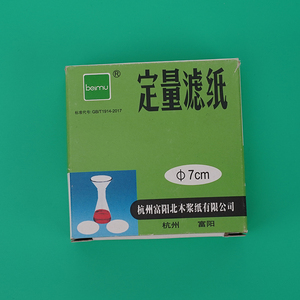 beimu®
定量滤纸
标准代号:GB/T1914-2017
Φ7cm
杭州富阳北木浆纸有限公司
杭州 富阳